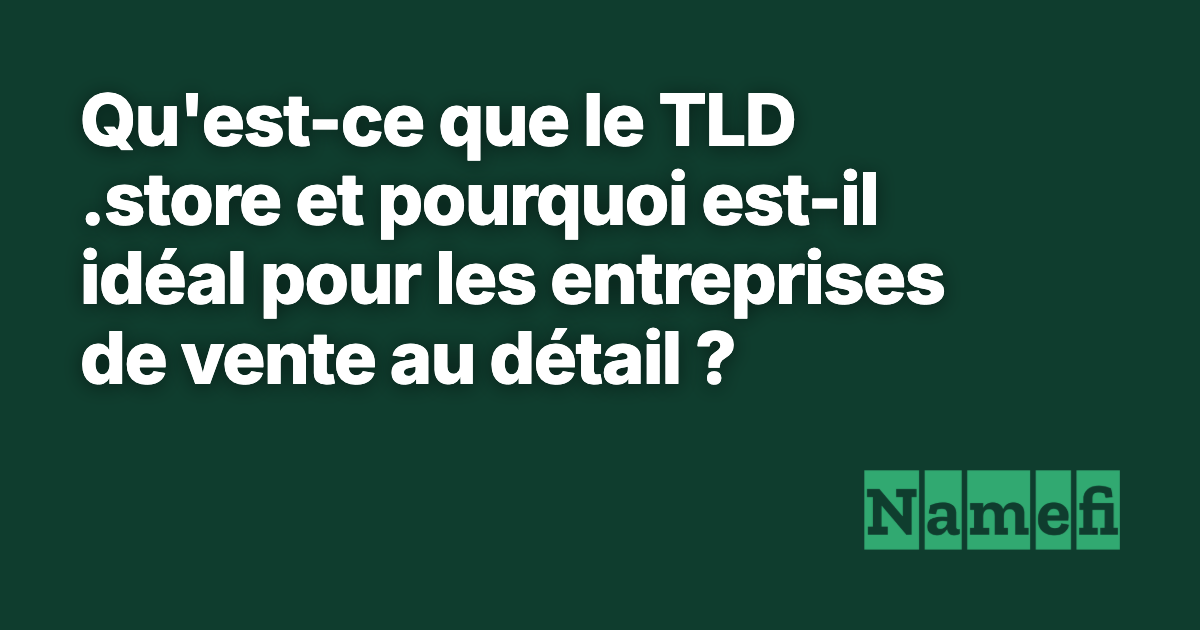 Qu'est-ce que le TLD
.store et pourquoi est-il
idéal pour les entreprises
de vente au détail ?
Namefi